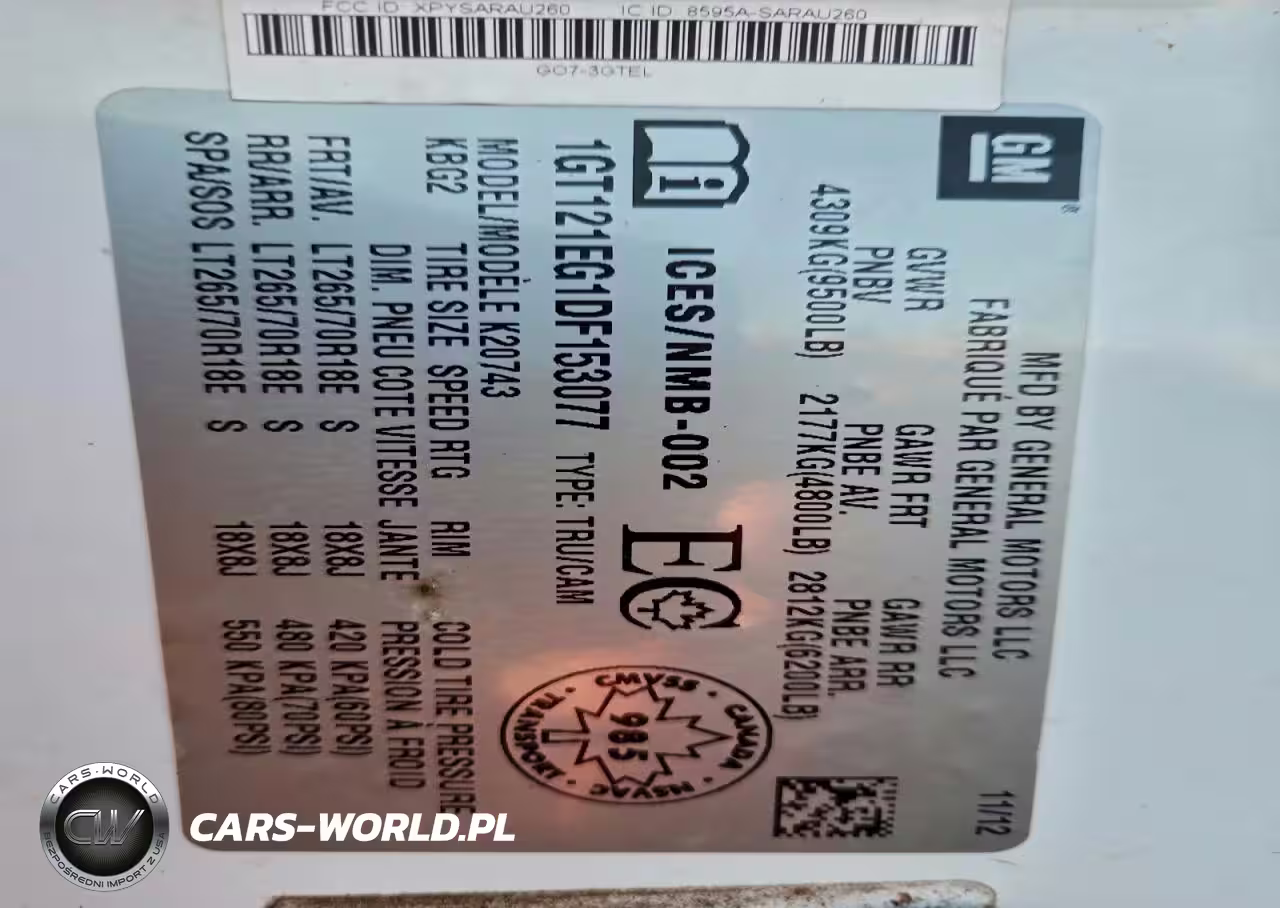 FCC ID XPYSARAU260 IC ID: 8595A-SARAU260
GO7-3GTEL
GM
MFD BY GENERAL MOTORS LLC 11/12
FABRIQUÉ PAR GENERAL MOTORS LLC
GVWR GAWR FRT GAWR RR
PNBV PNBE AV. PNBE ARR.
4309KG(9500LB) 2177KG(4800LB) 2812KG(6200LB)
i ICES/NMB-002 EC
CMVSS · CANADA · NSVAC · TRANSPORT ·
985
1GT121EG1DF153077 TYPE: TRU/CAM
MODEL/MODÈLE K20743
KBG2 TIRE SIZE SPEED RTG RIM COLD TIRE PRESSURE
DIM. PNEU COTE VITESSE JANTE PRESSION À FROID
FRT/AV. LT265/70R18E S 18X8J 420 KPA(60PSI)
RR/ARR. LT265/70R18E S 18X8J 480 KPA(70PSI)
SPA/SOS LT265/70R18E S 18X8J 550 KPA(80PSI)
CARS-WORLD
CW
BEZPOŚREDNI IMPORT Z USA
CARS-WORLD.PL